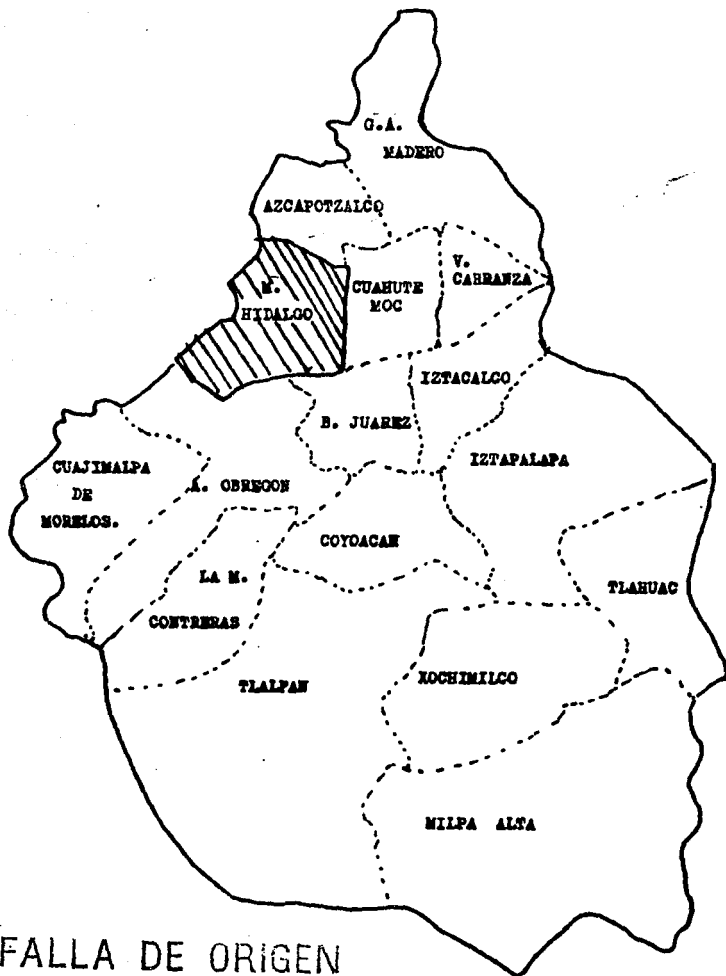 G.A.
MADERO
AZCAPOTZALCO
V.
CARRANZA
M.
HIDALGO
CUAHUTE
MOC
IZTACALCO
B. JUAREZ
IZTAPALAPA
CUAJIMALPA
DE
MORELOS.
A. OBREGON
COYOACAN
LA M.
CONTRERAS
TLAHUAC
TLALPAN
XOCHIMILCO
MILPA ALTA
FALLA DE ORIGEN